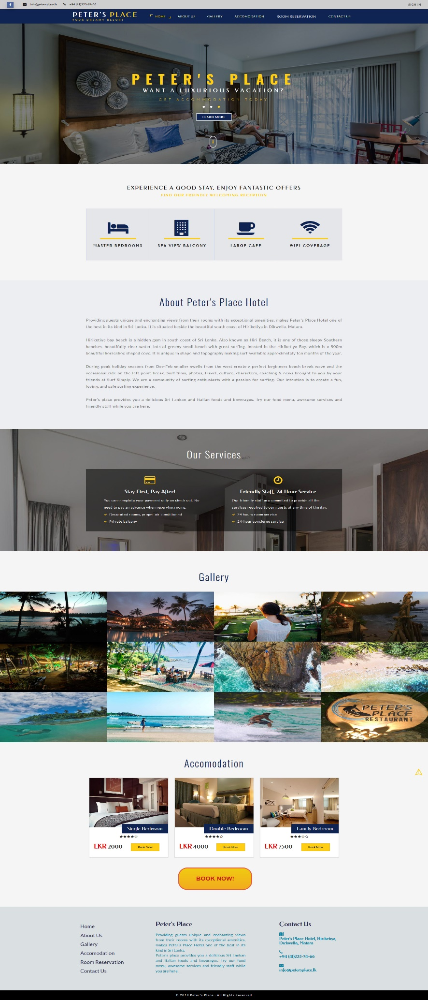 info@petersplace.lk
+94 (41)225-74-66
SIGN IN
PETER'S PLACE
YOUR DREAMY RESORT
HOME
ABOUT US
GALLERY
ACCOMODATION
ROOM RESERVATION
CONTACT US
PETER'S PLACE
WANT A LUXURIOUS VACATION?
GET ACCOMMODATION TODAY
LEARN MORE
EXPERIENCE A GOOD STAY, ENJOY FANTASTIC OFFERS
FIND OUR FRIENDLY WELCOMING RECEPTION
MASTER BEDROOMS
SEA VIEW BALCONY
LARGE CAFE
WIFI COVERAGE
About Peter's Place Hotel
Providing guests unique and enchanting views from their rooms with its exceptional amenities, makes Peter's Place Hotel one of
the best in its kind in Sri Lanka. It is situated beside the beautiful south coast of Hiriketiya in Dikwella, Matara.
Hiriketiya bay beach is a hidden gem in south coast of Sri Lanka. Also known as Hiri Beach, it is one of those sleepy Southern
beaches, beautifully clear water, lots of greeny small beach with great surfing, located in the Hiriketiya Bay, which is a 500m
beautiful horseshoe shaped cove. It is unique in shape and topography making surf available approximately ten months of the year.
During peak holiday seasons from Dec-Feb smaller swells from the west create a perfect beginners beach break wave and the
occasional ride on the left point break. Surf films, photos, travel, culture, characters, coaching & news brought to you by your
friends at Surf Simply. We are a community of surfing enthusiasts with a passion for surfing. Our intention is to create a fun,
loving, and safe surfing experience.
Peter's place provides you a delicious Sri Lankan and Italian foods and beverages. Try our food menu, awesome services and
friendly staff while you are here.
Our Services
Stay First, Pay After!
You can complete your payment only on check out. No
need to pay an advance when reserving rooms.
Decorated rooms, proper air conditioned
Private balcony
Friendly Staff, 24 Hour Service
Our friendly staff are commited to provide all the
services required to our guests at any time of the day.
24 hours room service
24-hour concierge service
Gallery
PETER'S
PLACE
RESTAURANT
Accomodation
Single Bedroom
LKR 2000
Book Now
Double Bedroom
LKR 4000
Book Now
Family Bedroom
LKR 7500
Book Now
BOOK NOW!
Home
About Us
Gallery
Accomodation
Room Reservation
Contact Us
Peter's Place
Providing guests unique and enchanting views
from their rooms with its exceptional amenities,
makes Peter's Place Hotel one of the best in its
kind in Sri Lanka.
Peter's place provides you a delicious Sri Lankan
and Italian foods and beverages. Try our food
menu, awesome services and friendly staff while
you are here.
Contact Us
Peter's Place Hotel, Hiriketiya,
Dickwella, Matara
+94 (41)225-74-66
info@petersplace.lk
© 2019 Peter's Place . All Rights Reserved